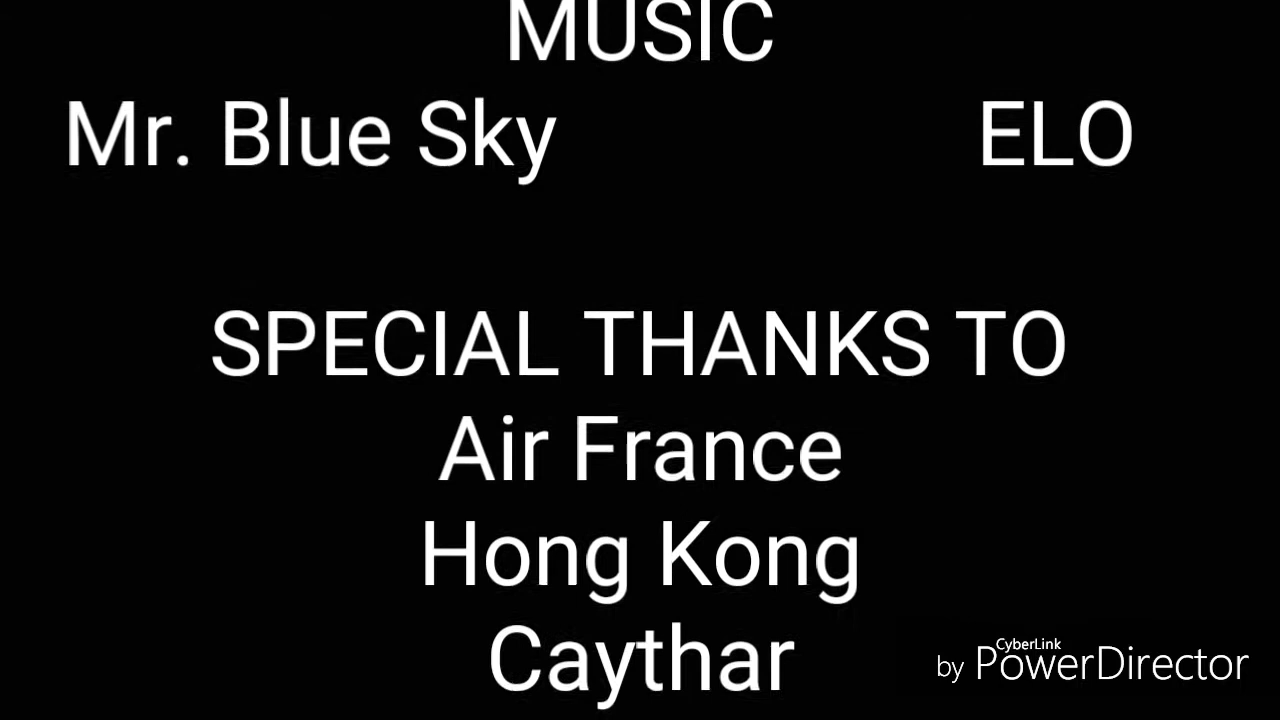 MUSIC
Mr. Blue Sky ELO
SPECIAL THANKS TO
Air France
Hong Kong
Caythar
CyberLink
by PowerDirector